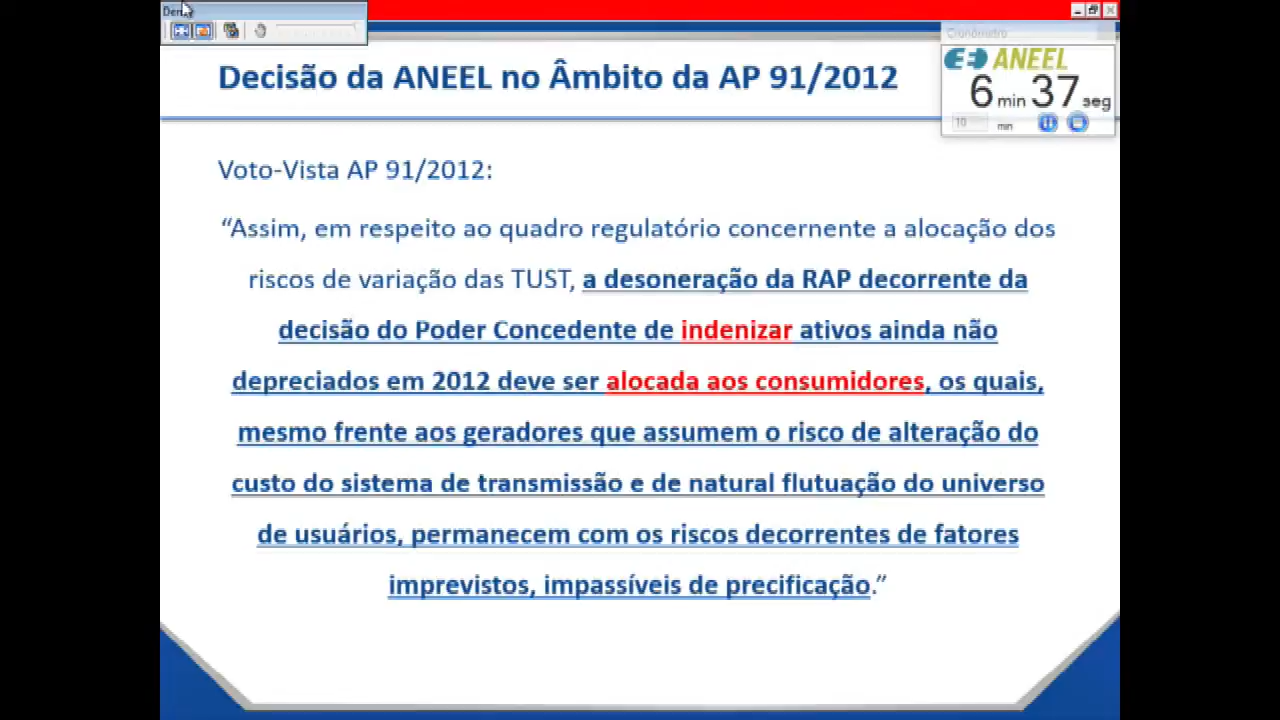 Cronômetro
ANEEL
6 min 37 seg
10 min
Decisão da ANEEL no Âmbito da AP 91/2012
Voto-Vista AP 91/2012:
“Assim, em respeito ao quadro regulatório concernente a alocação dos
riscos de variação das TUST, a desoneração da RAP decorrente da
decisão do Poder Concedente de indenizar ativos ainda não
depreciados em 2012 deve ser alocada aos consumidores, os quais,
mesmo frente aos geradores que assumem o risco de alteração do
custo do sistema de transmissão e de natural flutuação do universo
de usuários, permanecem com os riscos decorrentes de fatores
imprevistos, impassíveis de precificação.”